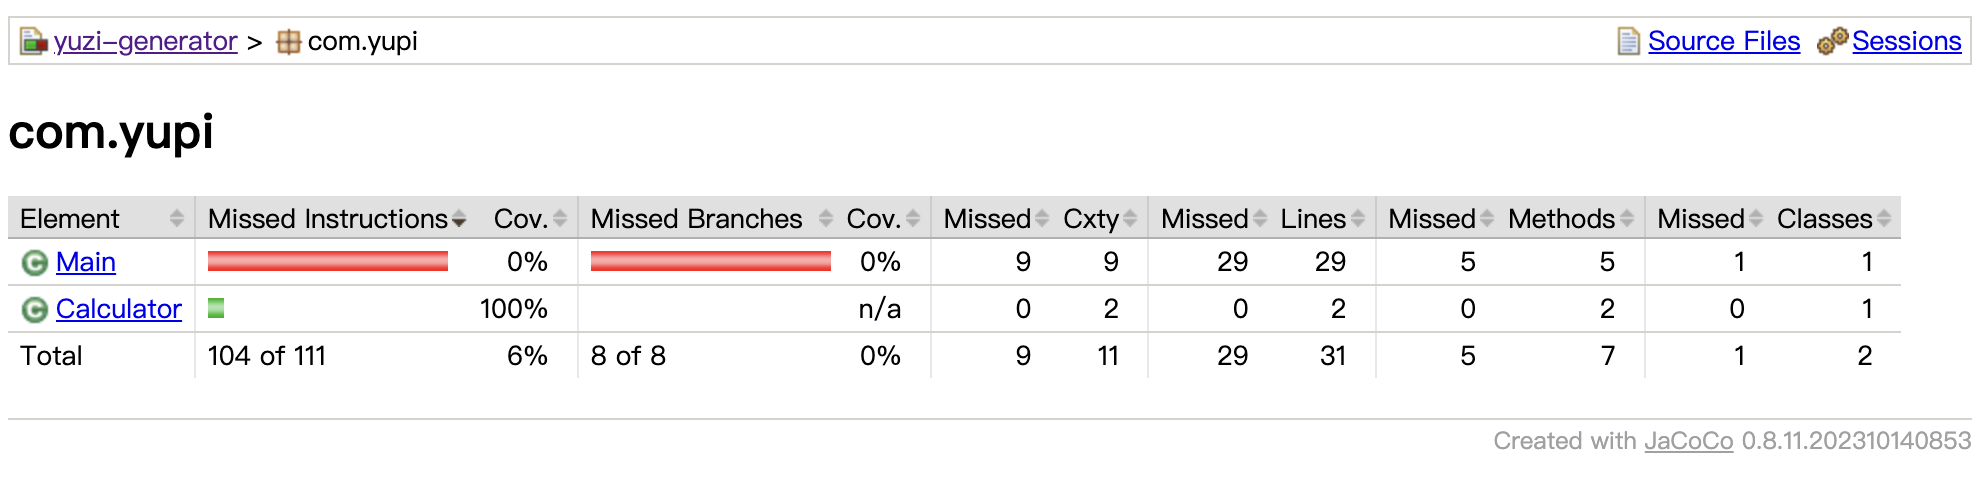 yuzi-generator > com.yupi Source Files Sessions
com.yupi
Element Missed Instructions Cov. Missed Branches Cov. Missed Cxty Missed Lines Missed Methods Missed Classes
C Main 0% 0% 9 9 29 29 5 5 1 1
C Calculator 100% n/a 0 2 0 2 0 2 0 1
Total 104 of 111 6% 8 of 8 0% 9 11 29 31 5 7 1 2
Created with JaCoCo 0.8.11.202310140853